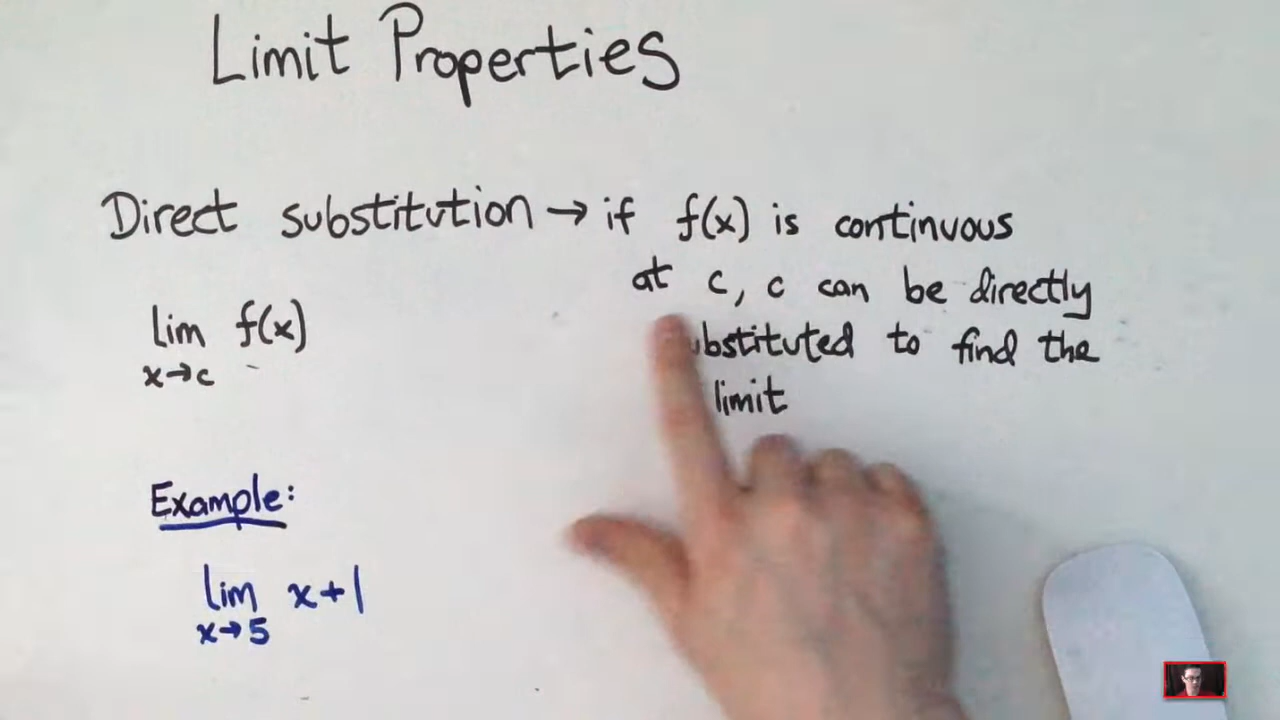 Limit Properties
Direct substitution → if f(x) is continuous
at c, c can be directly
ubstituted to find the
limit
lim f(x)
x→c
Example:
lim x+1
x→5